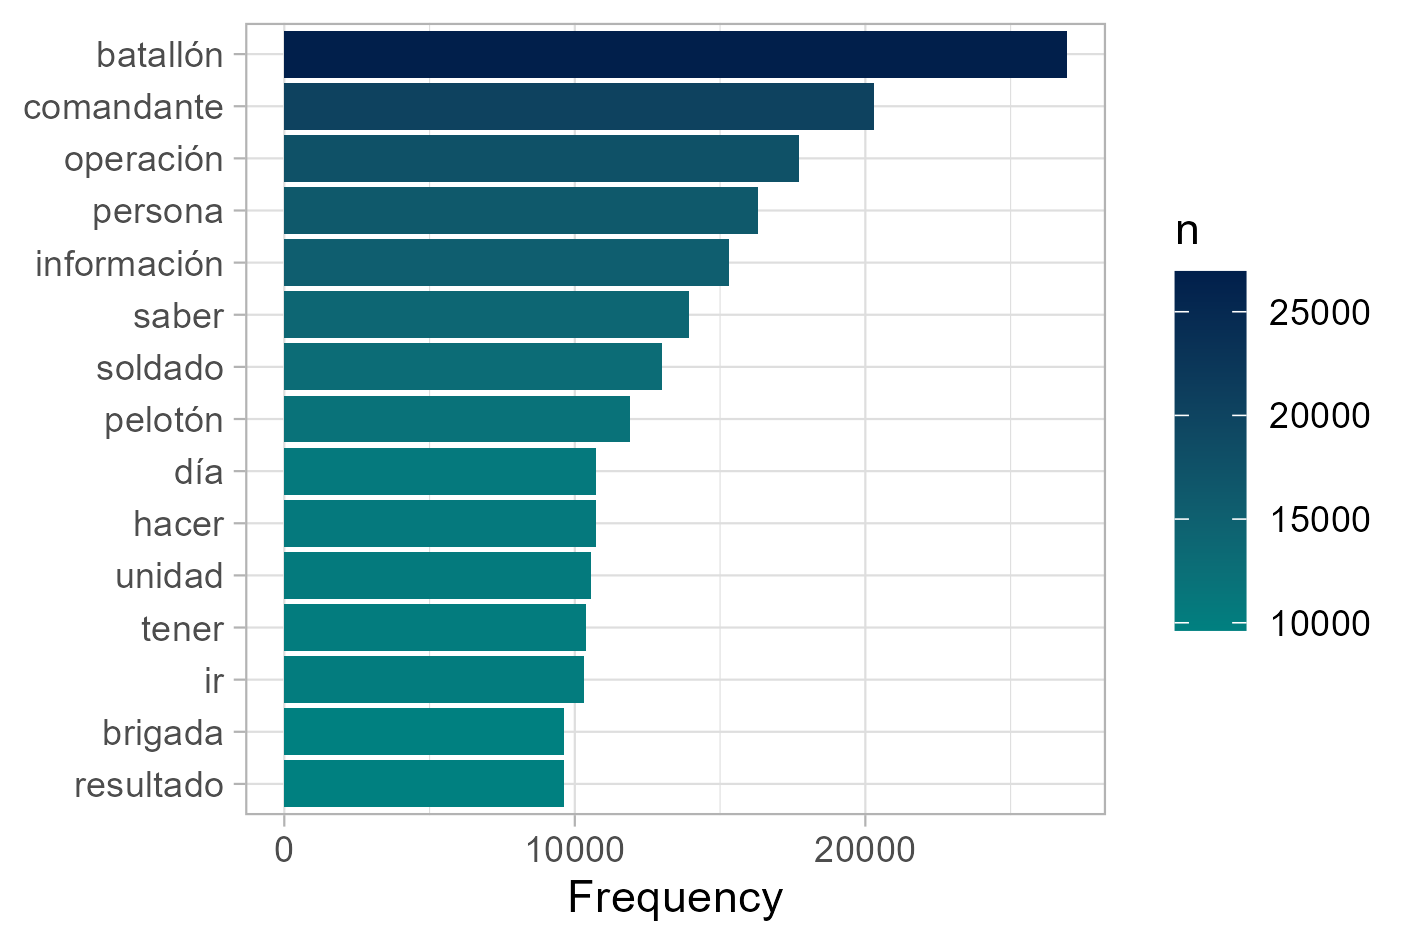 batallón
comandante
operación
persona
información
saber
soldado
pelotón
día
hacer
unidad
tener
ir
brigada
resultado
0 10000 20000
Frequency
n
25000
20000
15000
10000